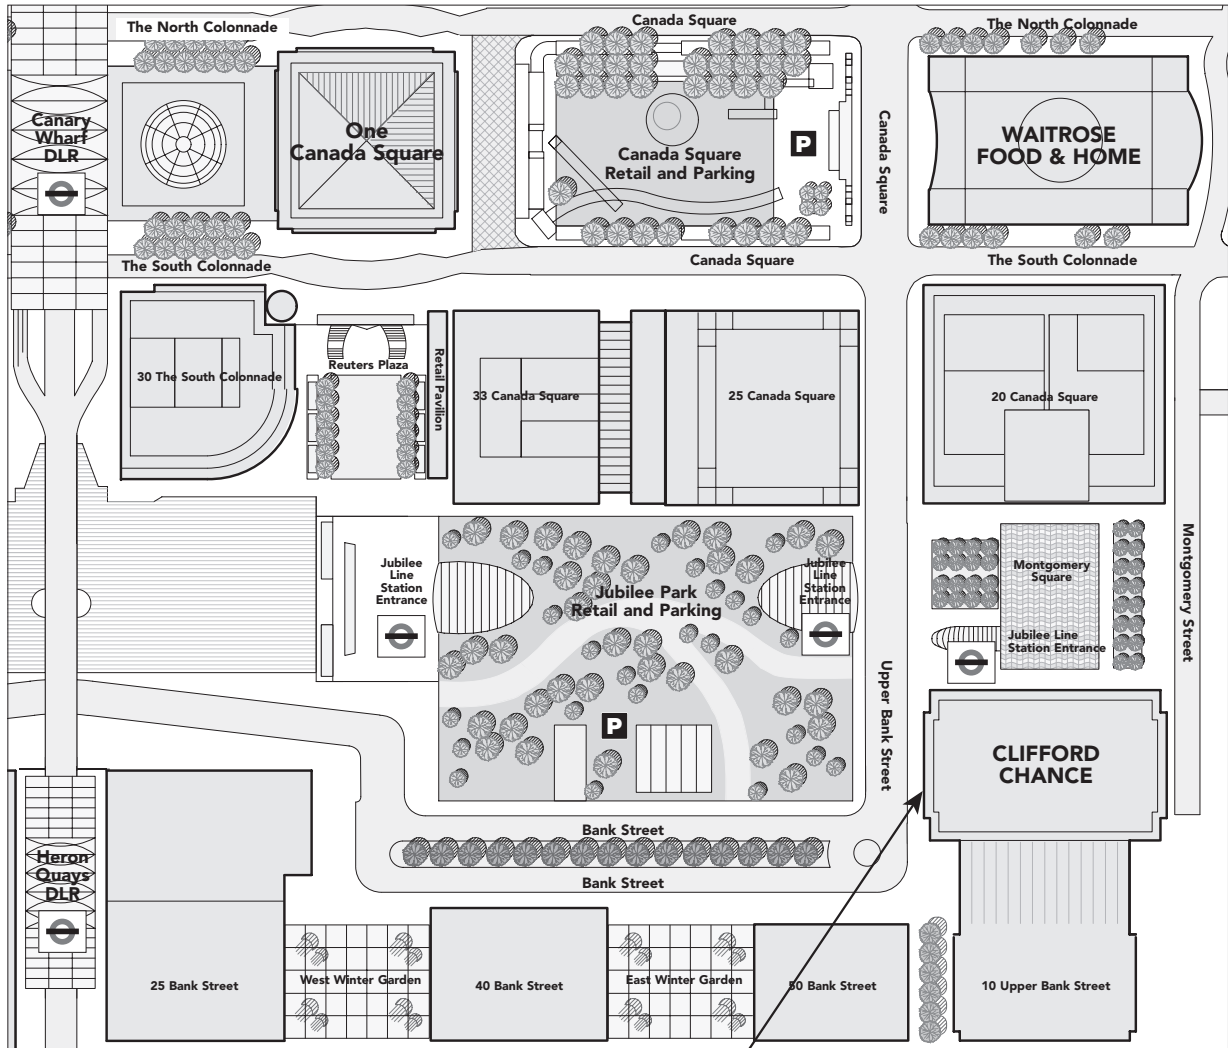 The North Colonnade
Canada Square
The North Colonnade
Canary
Wharf
DLR
One
Canada Square
Canada Square
Retail and Parking
P
Canada Square
WAITROSE
FOOD & HOME
The South Colonnade
Canada Square
The South Colonnade
30 The South Colonnade
Reuters Plaza
Retail Pavilion
33 Canada Square
25 Canada Square
20 Canada Square
Jubilee
Line
Station
Entrance
Jubilee Park
Retail and Parking
Jubilee
Line
Station
Entrance
Montgomery
Square
Jubilee Line
Station Entrance
Montgomery Street
Upper Bank Street
P
CLIFFORD
CHANCE
Bank Street
Bank Street
Heron
Quays
DLR
25 Bank Street
West Winter Garden
40 Bank Street
East Winter Garden
50 Bank Street
10 Upper Bank Street